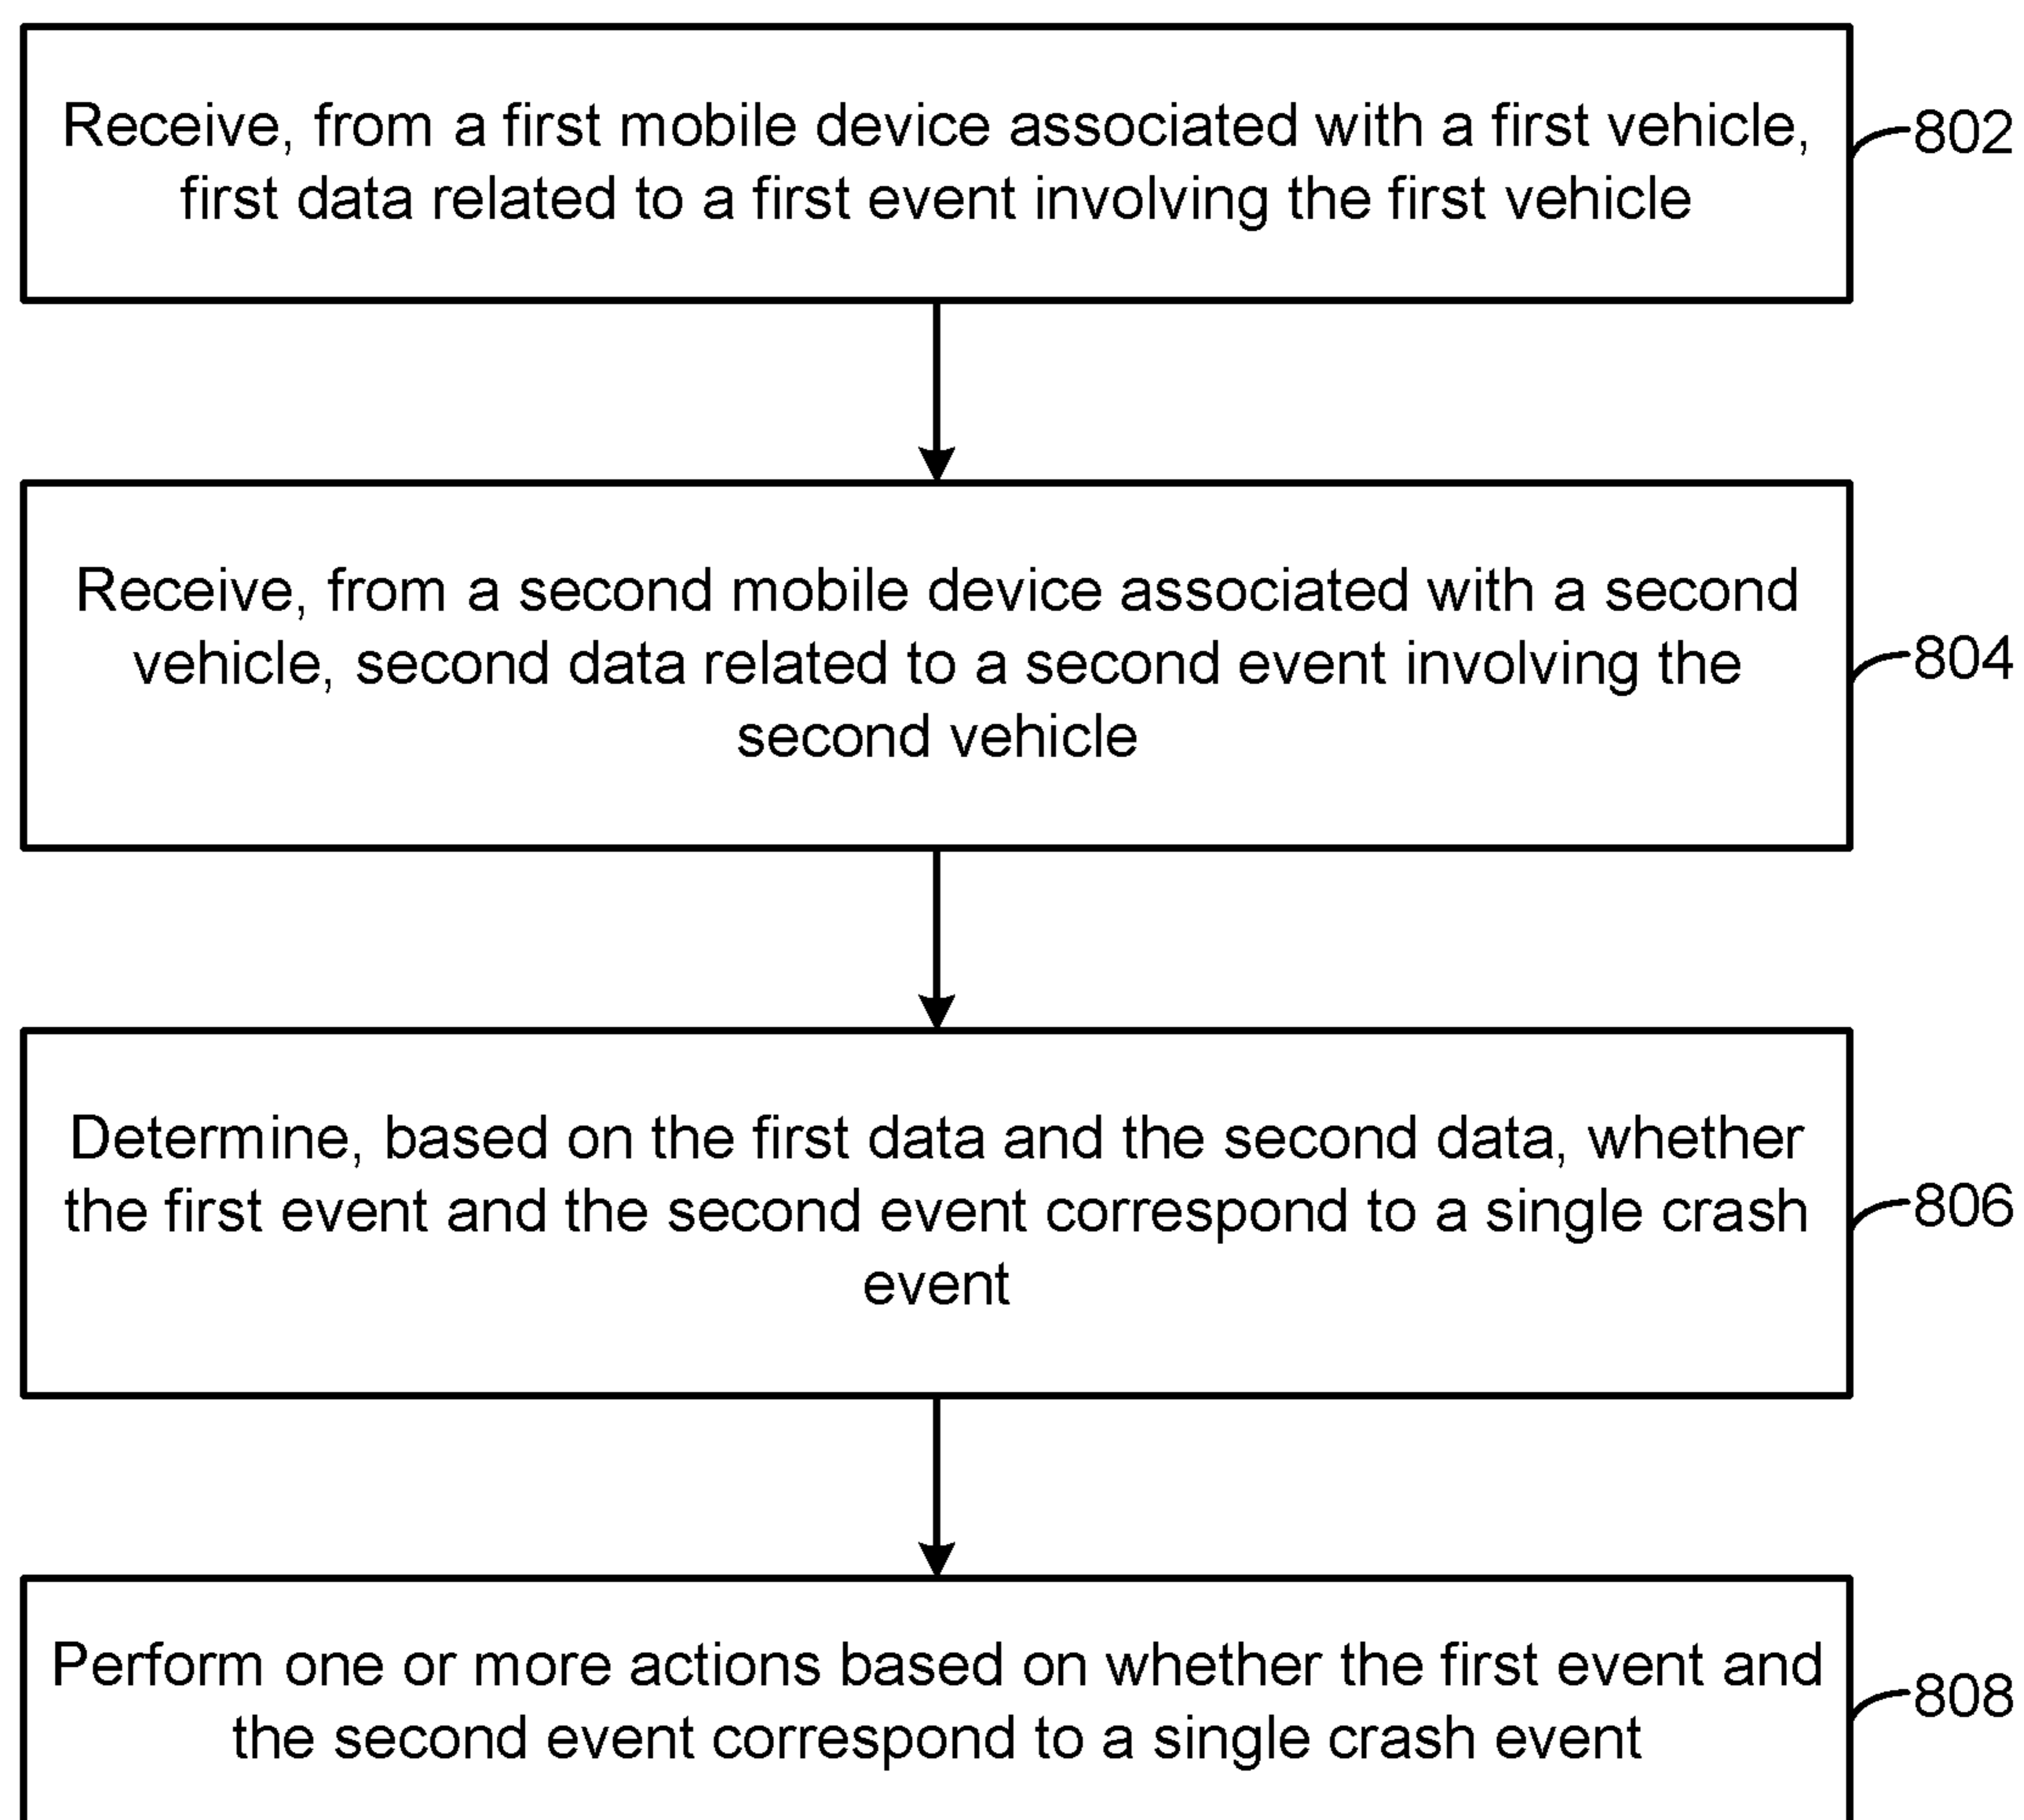 Receive, from a first mobile device associated with a first vehicle,
first data related to a first event involving the first vehicle
802
Receive, from a second mobile device associated with a second
vehicle, second data related to a second event involving the
second vehicle
804
Determine, based on the first data and the second data, whether
the first event and the second event correspond to a single crash
event
806
Perform one or more actions based on whether the first event and
the second event correspond to a single crash event
808